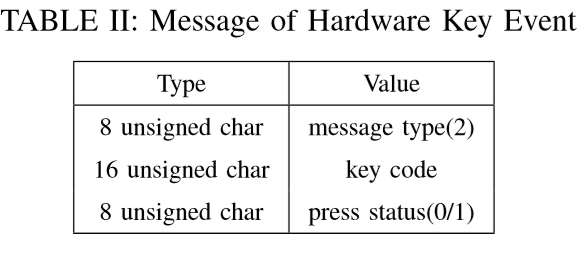 TABLE II: Message of Hardware Key Event
Type Value
8 unsigned char message type(2)
16 unsigned char key code
8 unsigned char press status(0/1)